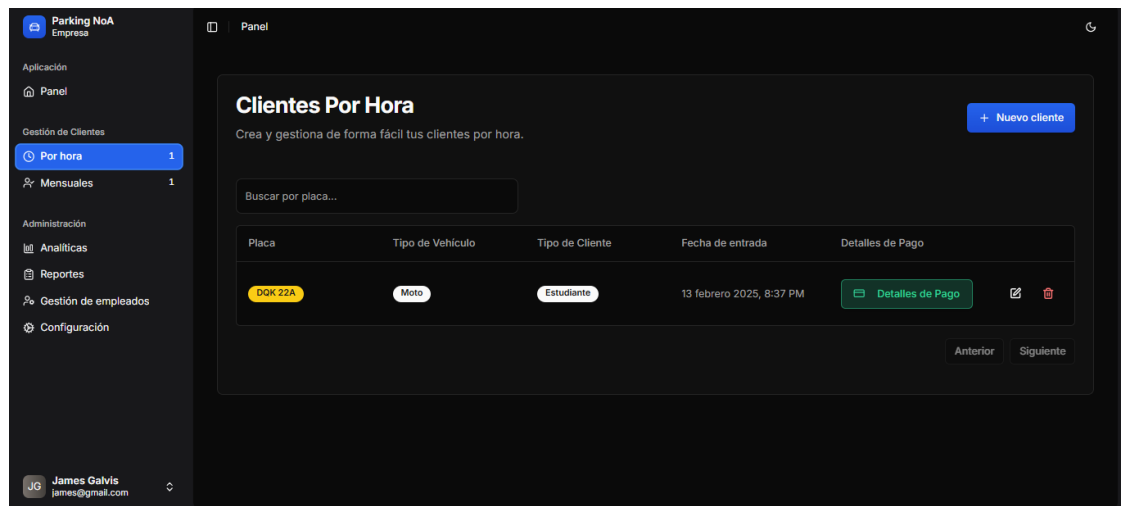 Parking NoA
Empresa
Panel
Aplicación
Panel
Gestión de Clientes
Por hora 1
Mensuales 1
Administración
Analíticas
Reportes
Gestión de empleados
Configuración
JG
James Galvis
james@gmail.com
Clientes Por Hora
Crea y gestiona de forma fácil tus clientes por hora.
+ Nuevo cliente
Buscar por placa...
Placa Tipo de Vehículo Tipo de Cliente Fecha de entrada Detalles de Pago
DQK 22A Moto Estudiante 13 febrero 2025, 8:37 PM Detalles de Pago
Anterior Siguiente